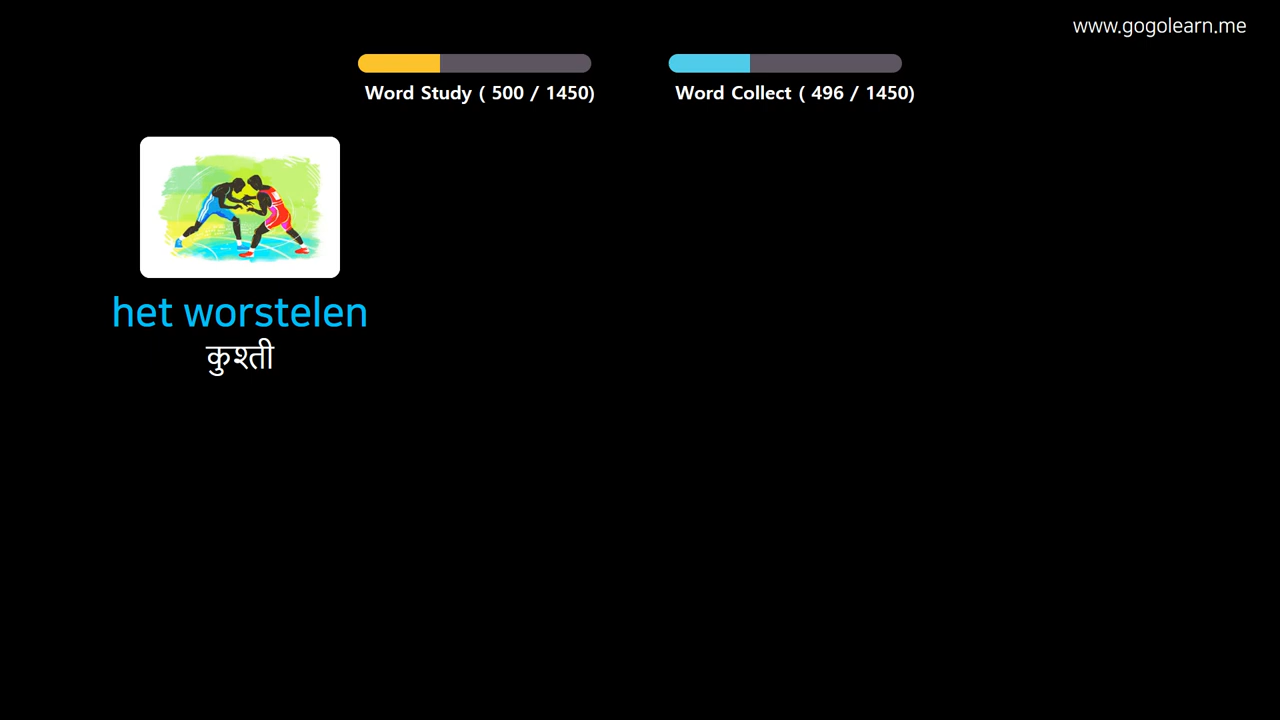 www.gogolearn.me
Word Study ( 500 / 1450)
Word Collect ( 496 / 1450)
het worstelen
कुश्ती